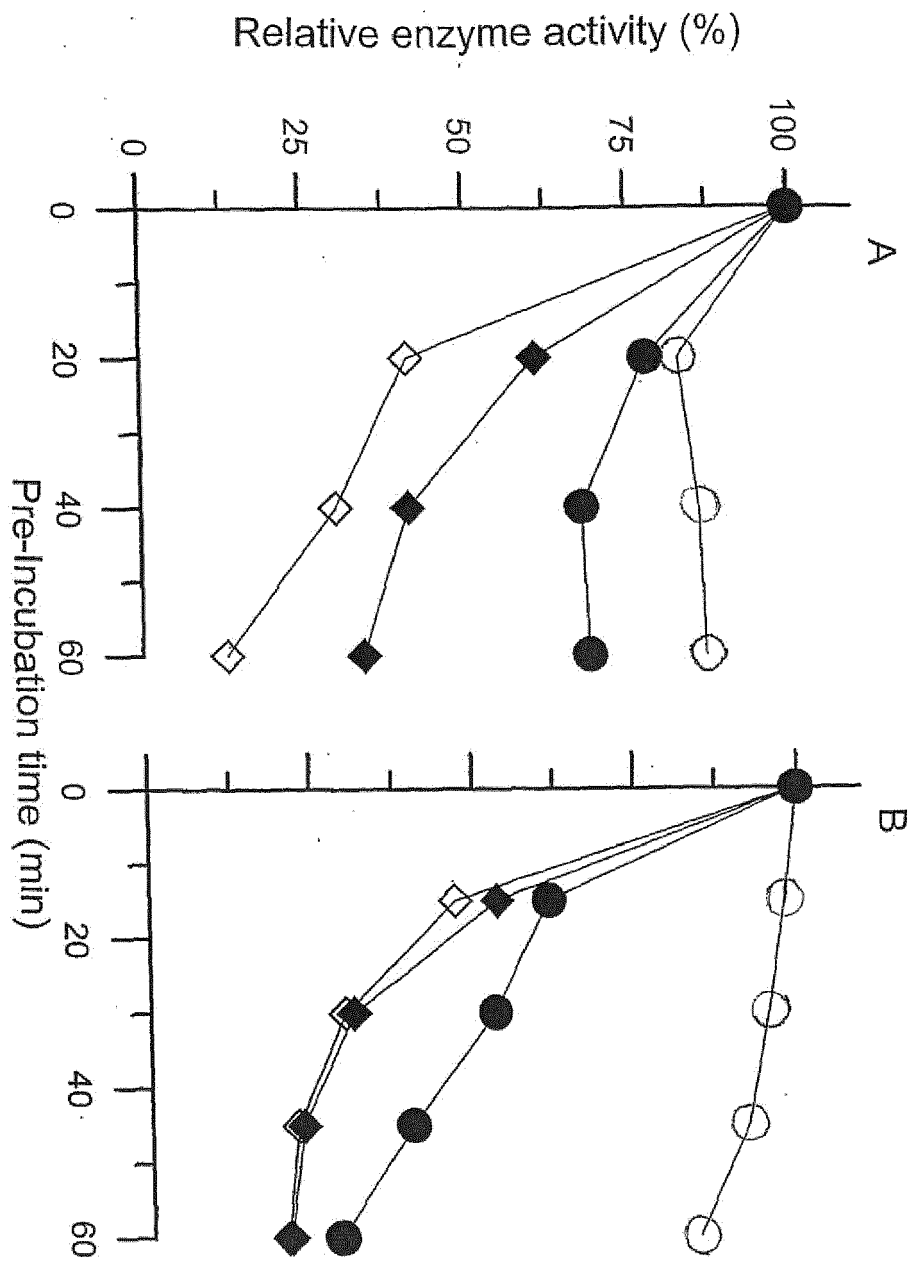 Relative enzyme activity (%)
0 25 50 75 100
A
0 20 40 60
B
0 20 40 60
Pre-Incubation time (min)